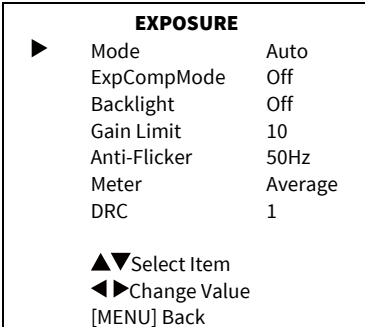 EXPOSURE
▶ Mode Auto
ExpCompMode Off
Backlight Off
Gain Limit 10
Anti-Flicker 50Hz
Meter Average
DRC 1
▲▼Select Item
◀ ▶Change Value
[MENU] Back